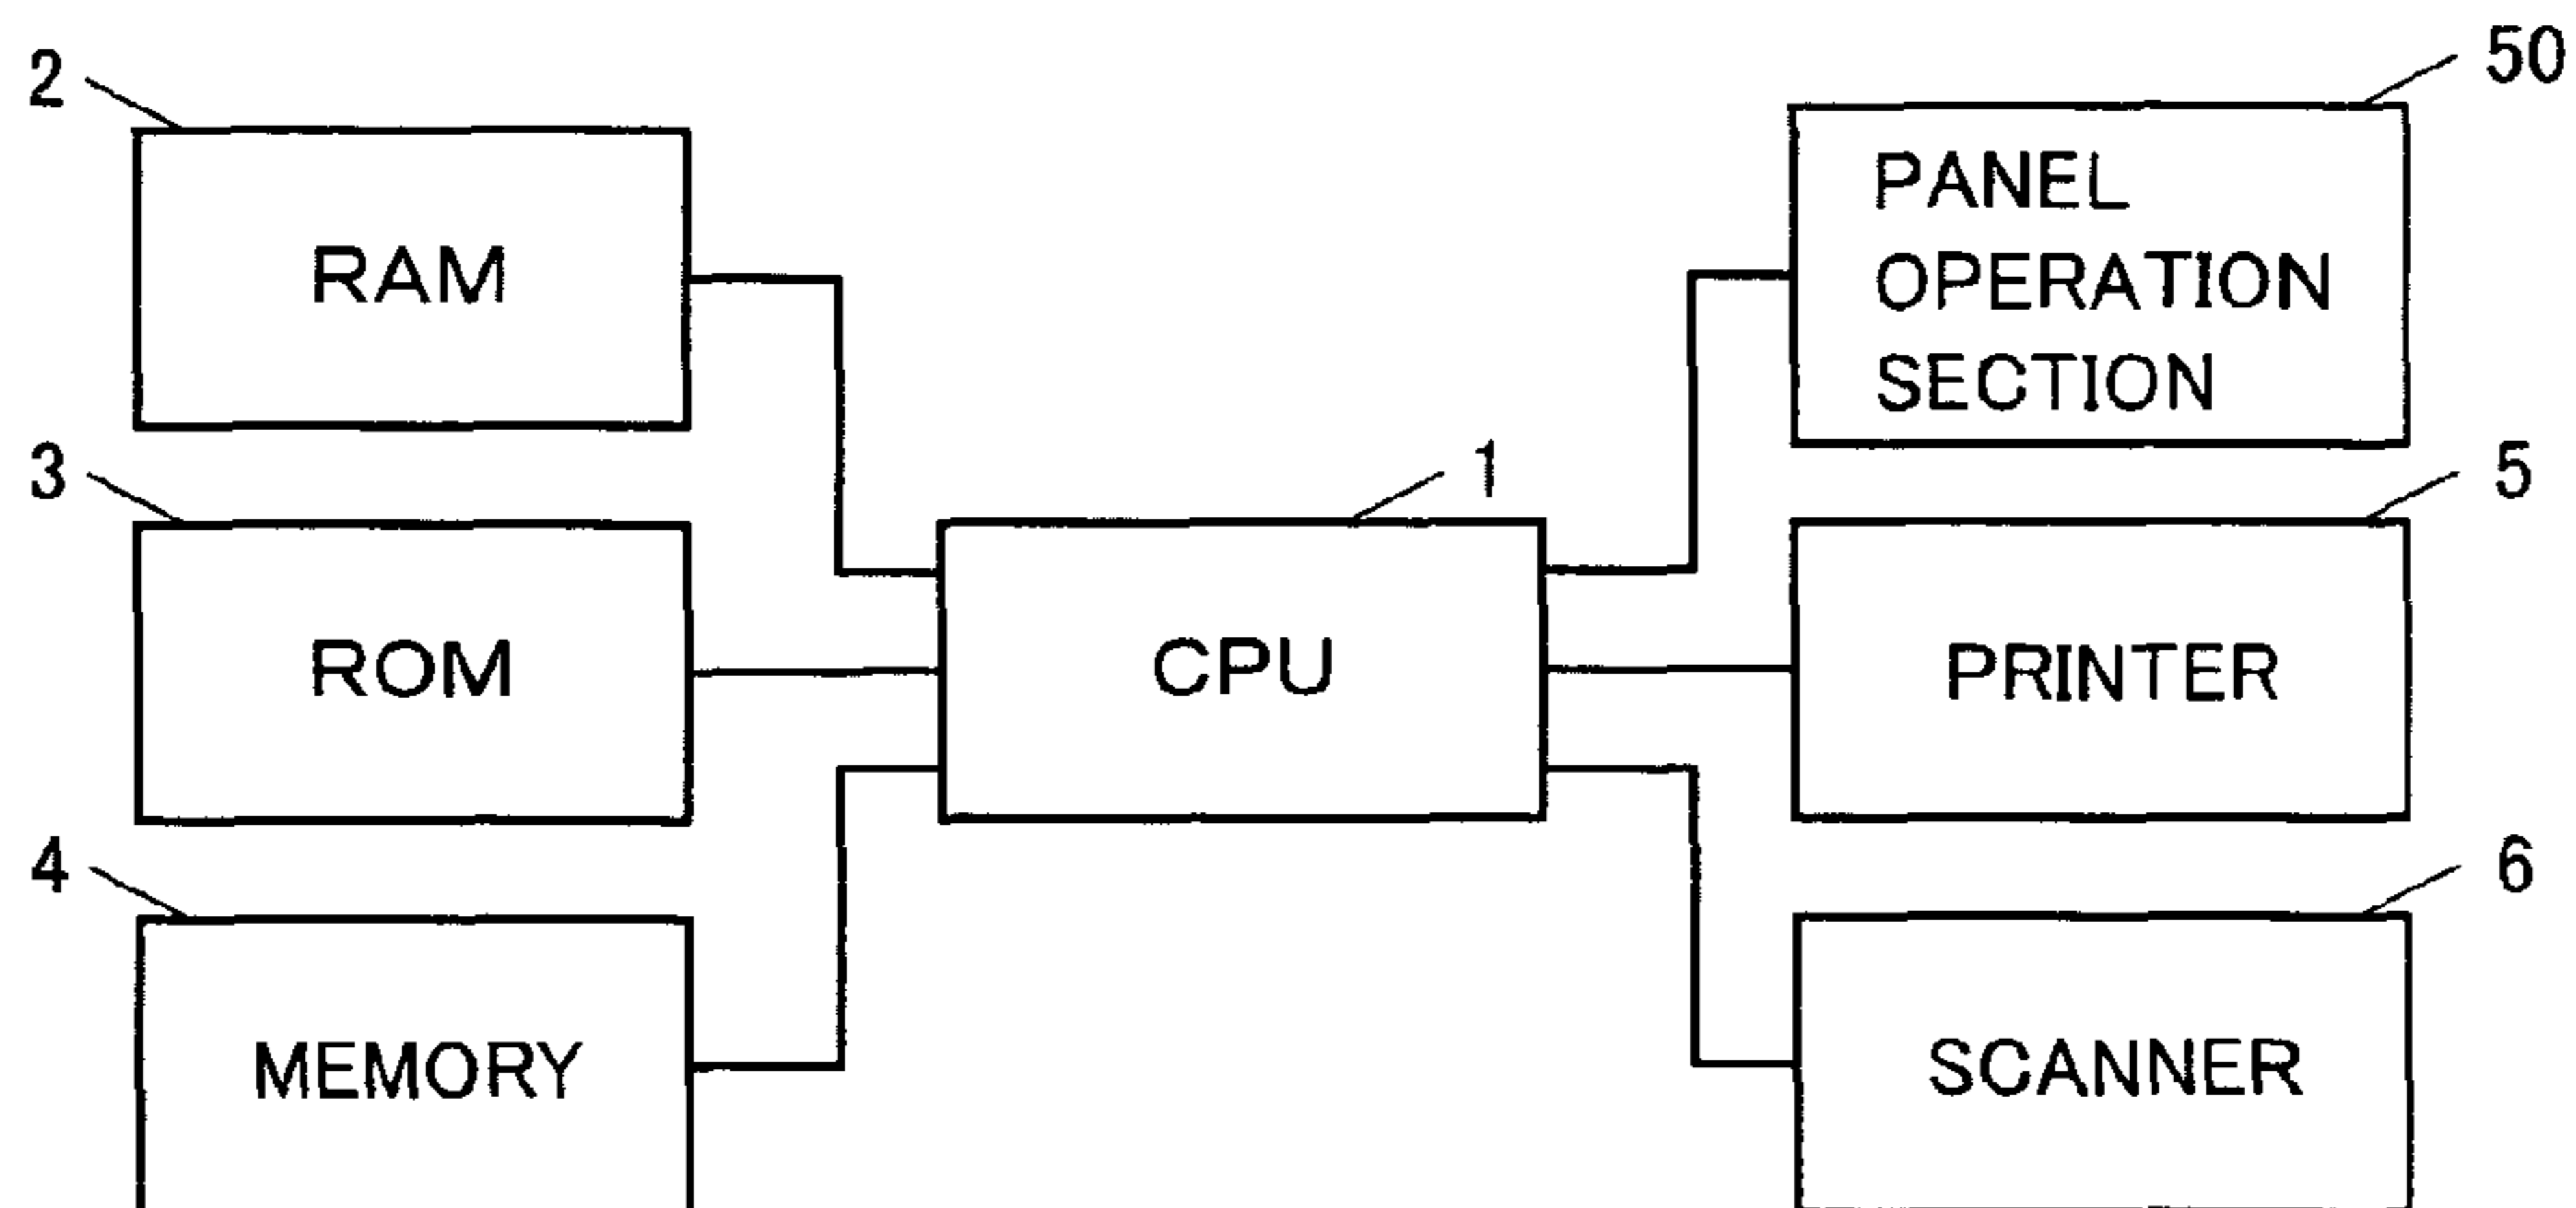 2
RAM
3
ROM
4
MEMORY
1
CPU
50
PANEL
OPERATION
SECTION
5
PRINTER
6
SCANNER